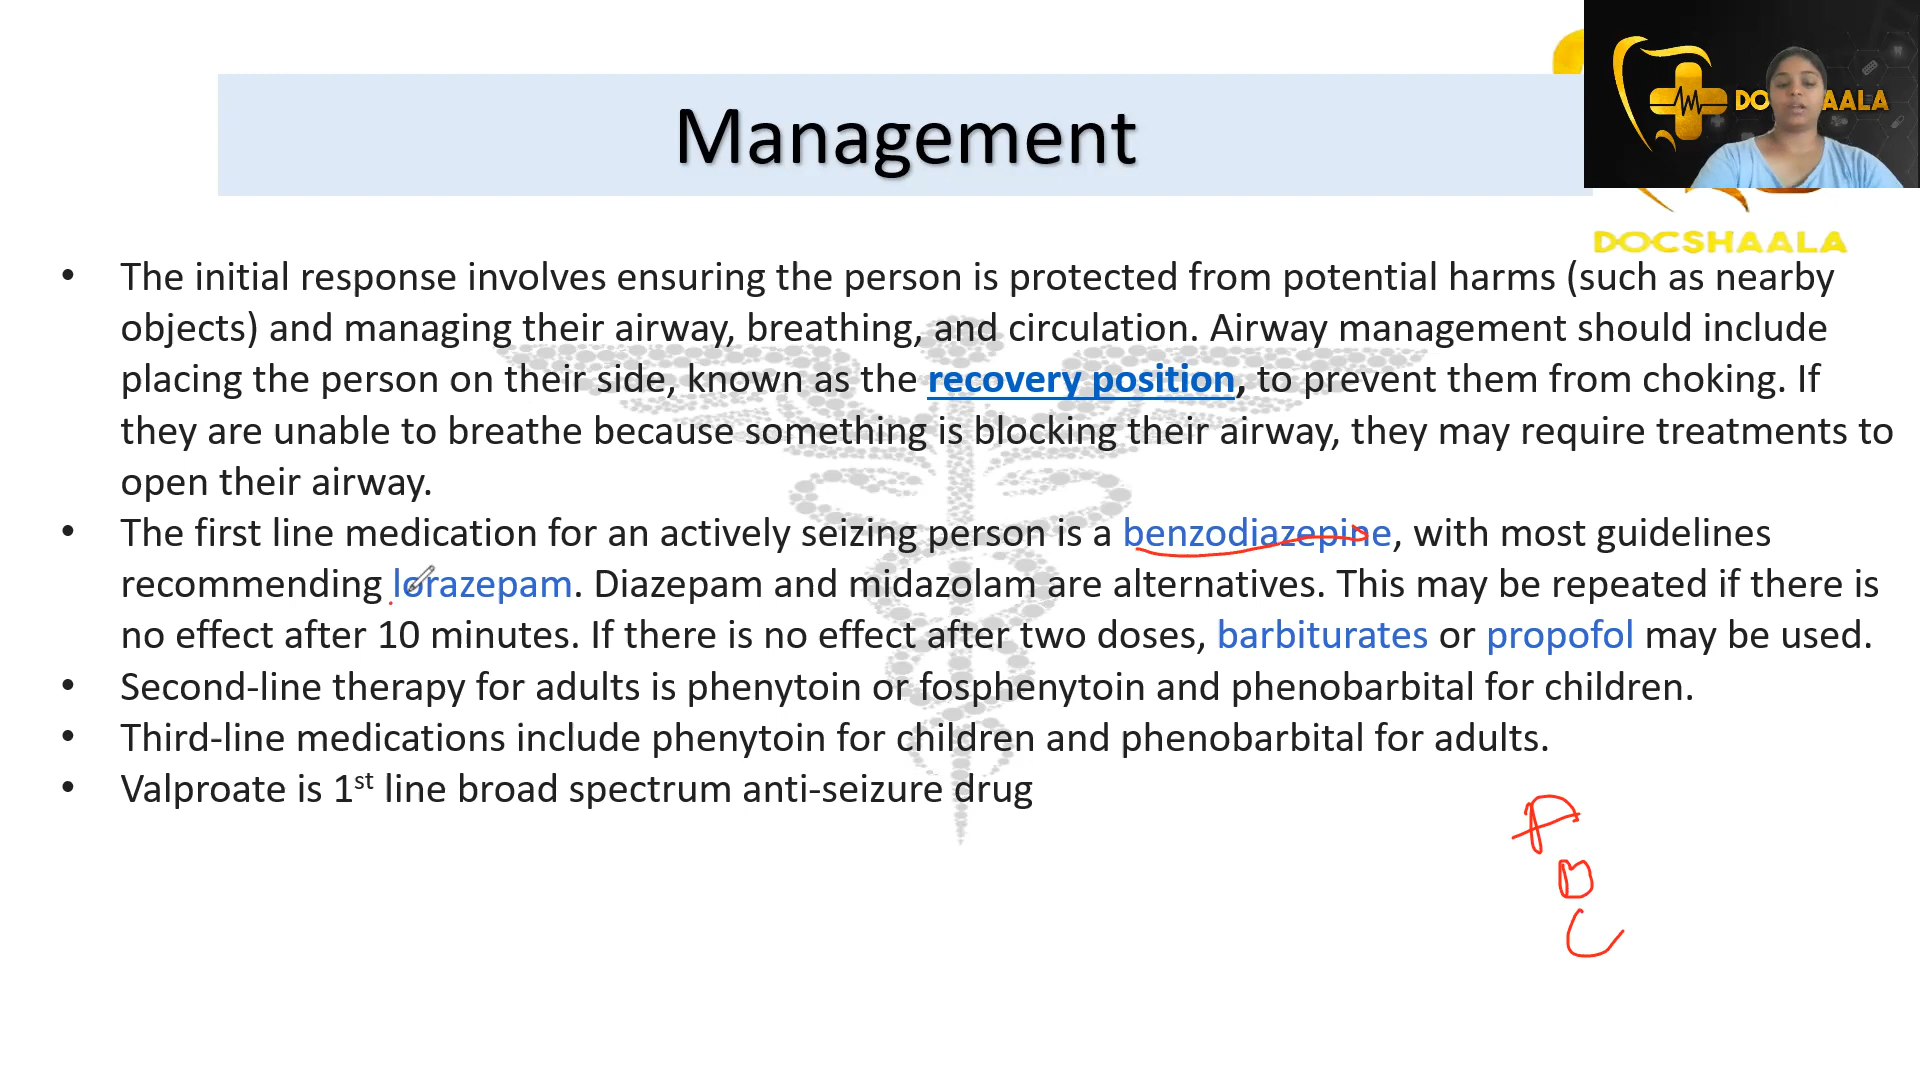 Management
DOCSHAALA
• The initial response involves ensuring the person is protected from potential harms (such as nearby
objects) and managing their airway, breathing, and circulation. Airway management should include
placing the person on their side, known as the recovery position, to prevent them from choking. If
they are unable to breathe because something is blocking their airway, they may require treatments to
open their airway.
• The first line medication for an actively seizing person is a benzodiazepine, with most guidelines
recommending lorazepam. Diazepam and midazolam are alternatives. This may be repeated if there is
no effect after 10 minutes. If there is no effect after two doses, barbiturates or propofol may be used.
• Second-line therapy for adults is phenytoin or fosphenytoin and phenobarbital for children.
• Third-line medications include phenytoin for children and phenobarbital for adults.
• Valproate is 1st line broad spectrum anti-seizure drug
A
B
C